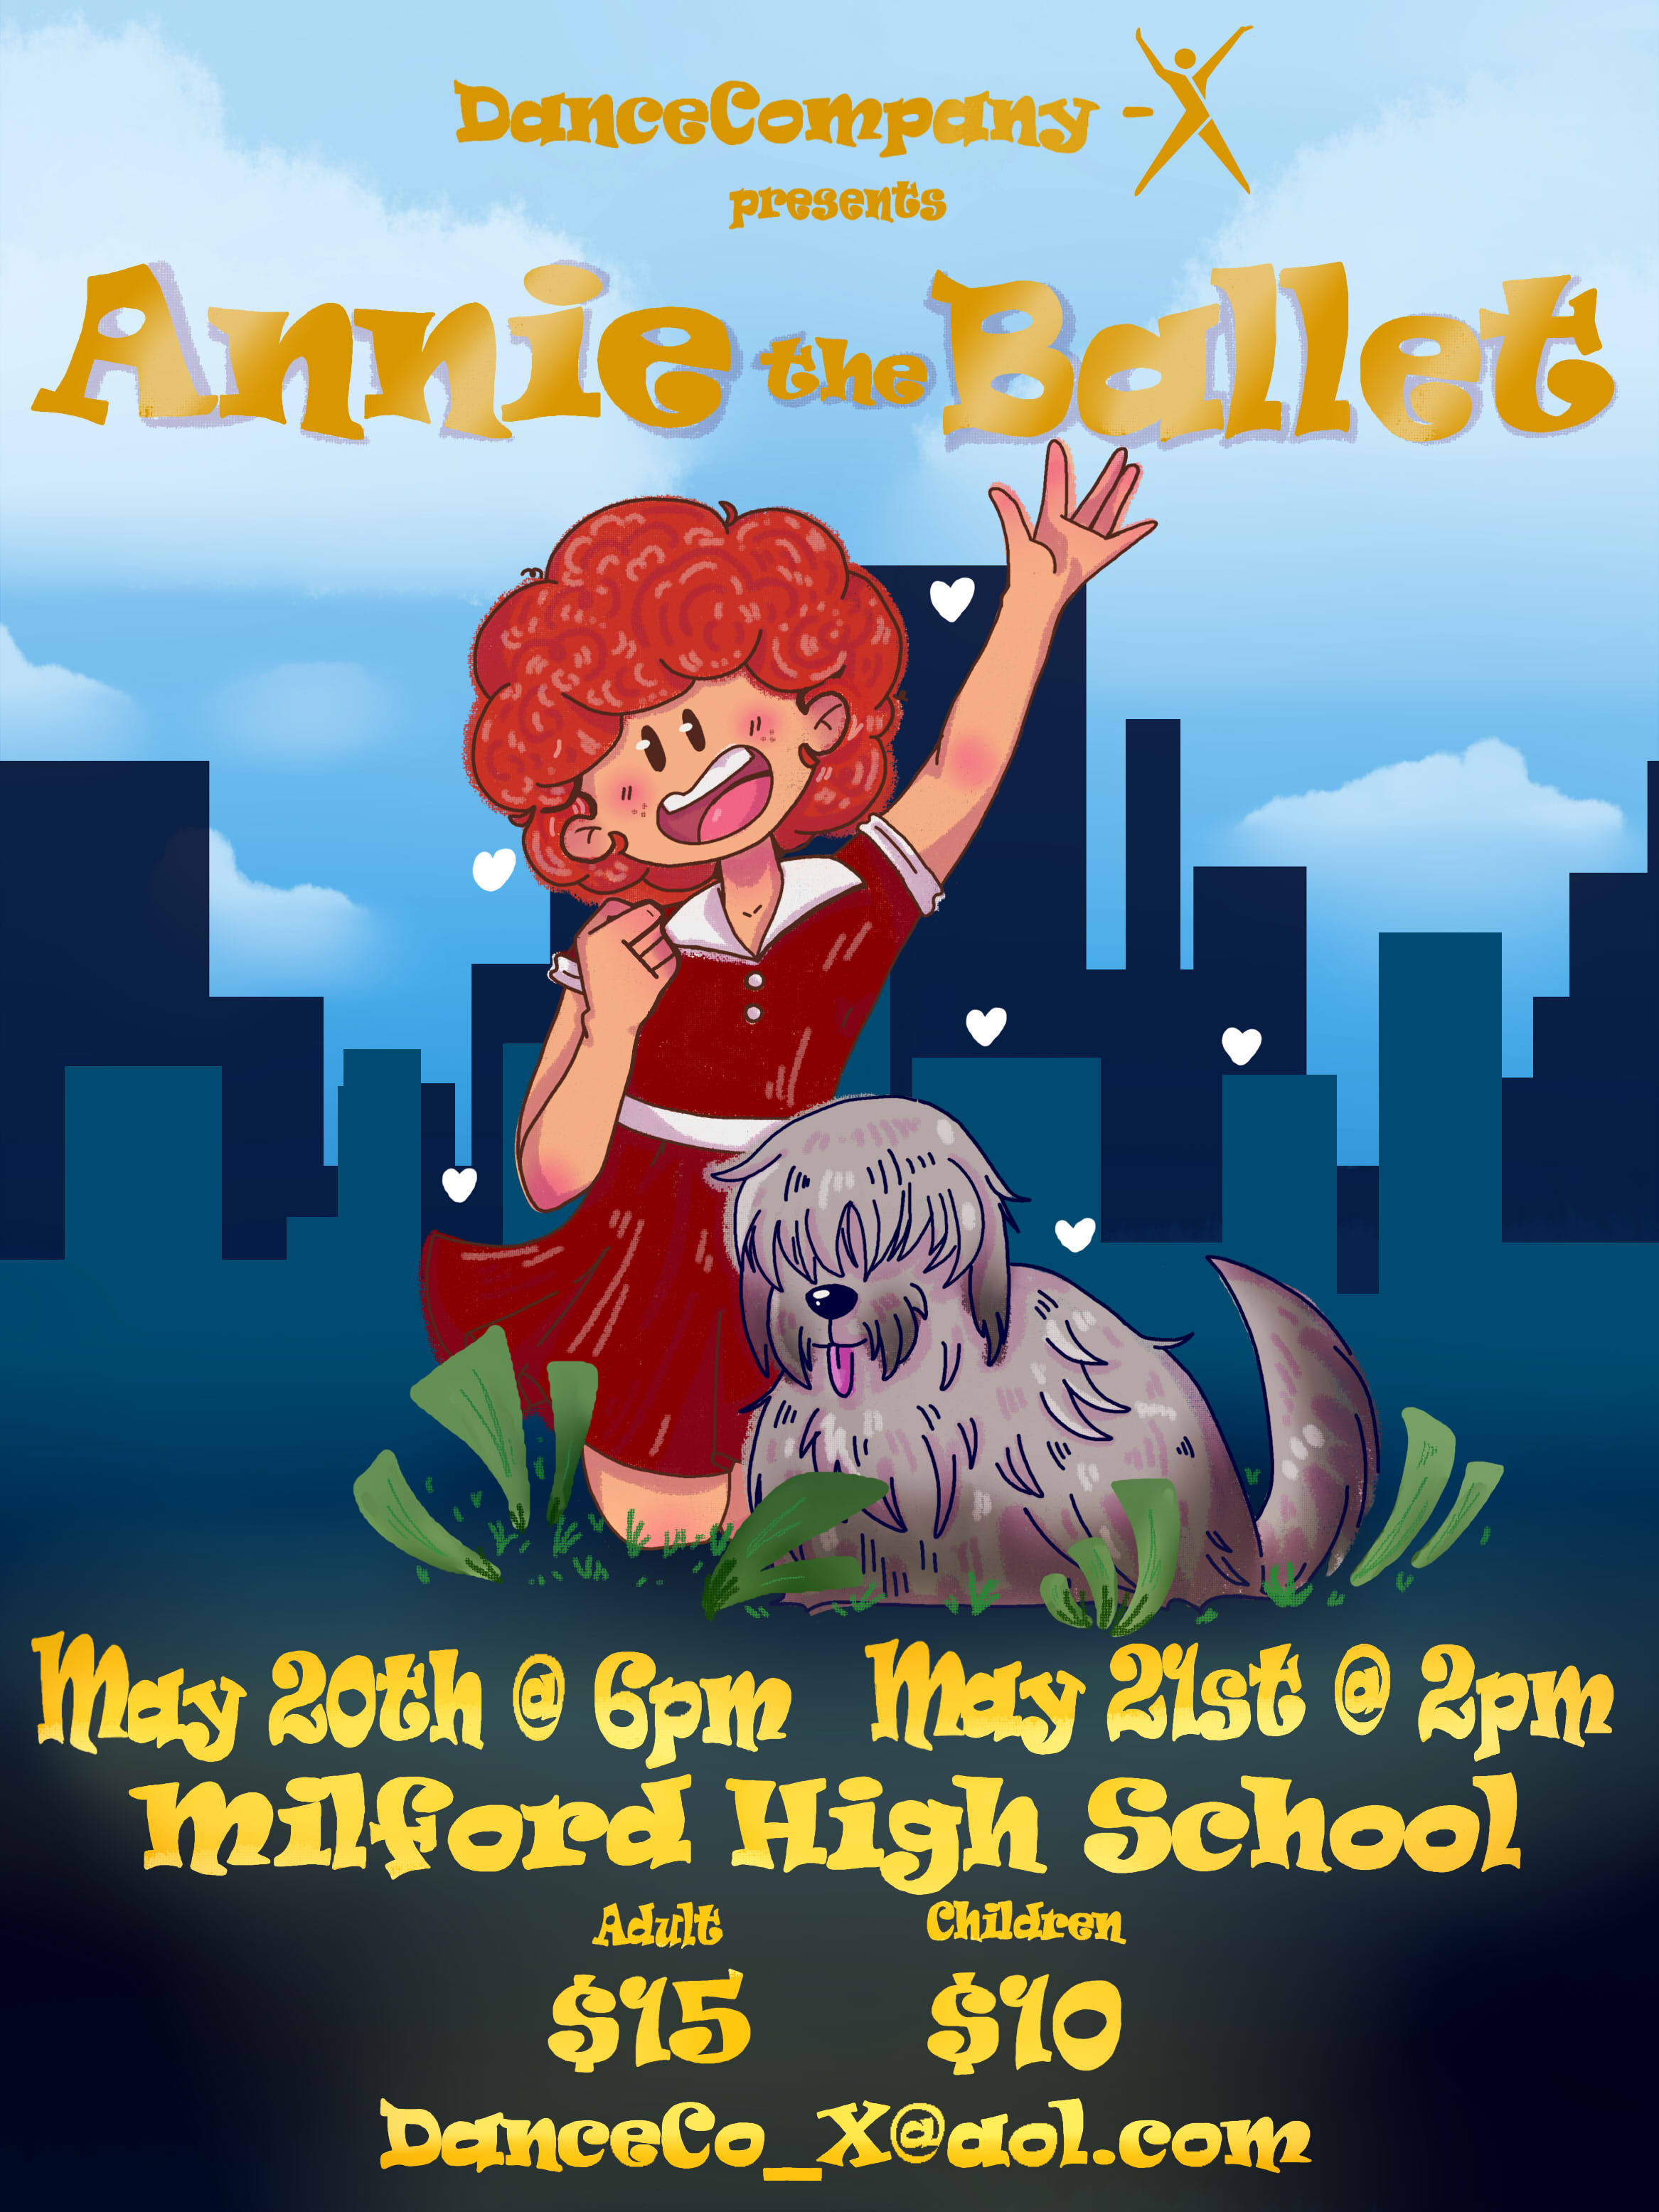 DanceCompany -X
presents
Annie the Ballet
May 20th @ 6pm May 21st @ 2pm
Milford High School
Adult Children
$15 $10
DanceCo_X@aol.com